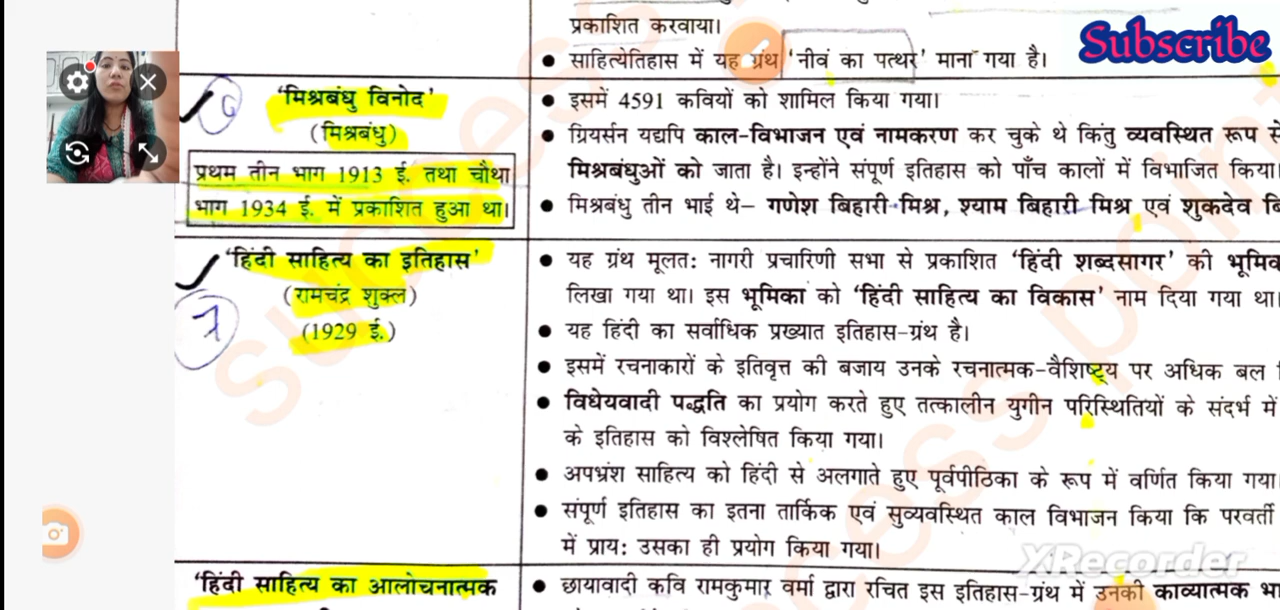 प्रकाशित करवाया।
• साहित्येतिहास में यह ग्रंथ 'नीवं का पत्थर' माना गया है।
Subscribe
6
'मिश्रबंधु विनोद'
(मिश्रबंधु)
प्रथम तीन भाग 1913 ई. तथा चौथा
भाग 1934 ई. में प्रकाशित हुआ था।
• इसमें 4591 कवियों को शामिल किया गया।
• ग्रियर्सन यद्यपि काल-विभाजन एवं नामकरण कर चुके थे किंतु व्यवस्थित रूप से
मिश्रबंधुओं को जाता है। इन्होंने संपूर्ण इतिहास को पाँच कालों में विभाजित किया।
• मिश्रबंधु तीन भाई थे– गणेश बिहारी मिश्र, श्याम बिहारी मिश्र एवं शुकदेव बि
7
'हिंदी साहित्य का इतिहास'
(रामचंद्र शुक्ल)
(1929 ई.)
• यह ग्रंथ मूलत: नागरी प्रचारिणी सभा से प्रकाशित 'हिंदी शब्दसागर' की भूमिक
लिखा गया था। इस भूमिका को 'हिंदी साहित्य का विकास' नाम दिया गया था।
• यह हिंदी का सर्वाधिक प्रख्यात इतिहास-ग्रंथ है।
• इसमें रचनाकारों के इतिवृत्त की बजाय उनके रचनात्मक-वैशिष्ट्य पर अधिक बल
• विधेयवादी पद्धति का प्रयोग करते हुए तत्कालीन युगीन परिस्थितियों के संदर्भ में
के इतिहास को विश्लेषित किया गया।
• अपभ्रंश साहित्य को हिंदी से अलगाते हुए पूर्वपीठिका के रूप में वर्णित किया गया
• संपूर्ण इतिहास का इतना तार्किक एवं सुव्यवस्थित काल विभाजन किया कि परवर्ती
में प्राय: उसका ही प्रयोग किया गया।
'हिंदी साहित्य का आलोचनात्मक
• छायावादी कवि रामकुमार वर्मा द्वारा रचित इस इतिहास-ग्रंथ में उनकी काव्यात्मक भा
success point
XRecorder